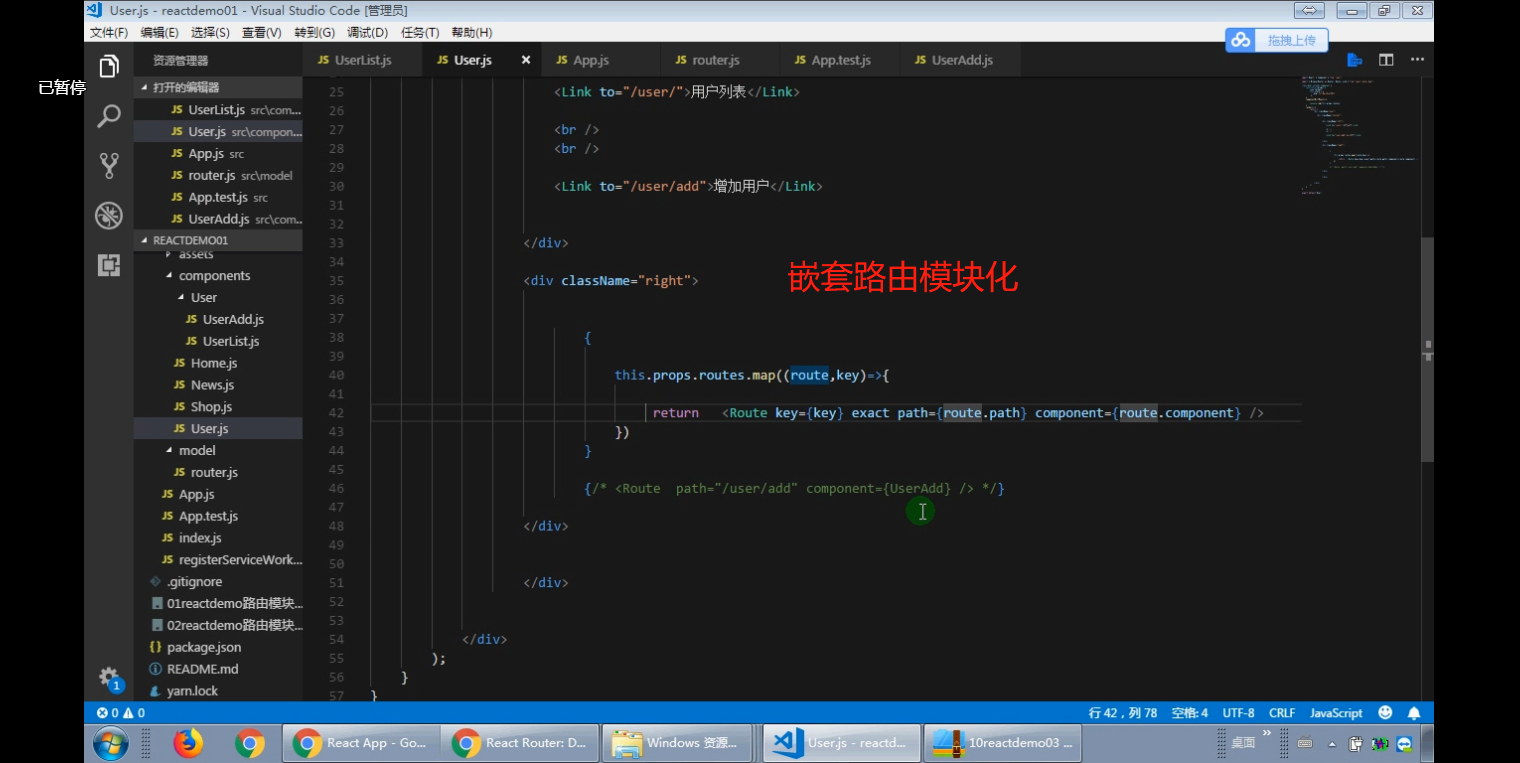 User.js - reactdemo01 - Visual Studio Code [管理员]
文件(F) 编辑(E) 选择(S) 查看(V) 转到(G) 调试(D) 任务(T) 帮助(H)
拖拽上传
已暂停
资源管理器
打开的编辑器
JS UserList.js src\com...
JS User.js src\compon...
JS App.js src
JS router.js src\model
JS App.test.js src
JS UserAdd.js src\com...
REACTDEMO01
assets
components
User
JS UserAdd.js
JS UserList.js
JS Home.js
JS News.js
JS Shop.js
JS User.js
model
JS router.js
JS App.js
JS App.test.js
JS index.js
JS registerServiceWork...
.gitignore
01reactdemo路由模块...
02reactdemo路由模块...
{} package.json
README.md
yarn.lock
1
JS UserList.js JS User.js × JS App.js JS router.js JS App.test.js JS UserAdd.js
25 <Link to="/user/">用户列表</Link>
26
27 <br />
28 <br />
29
30 <Link to="/user/add">增加用户</Link>
31
32
33 </div>
34
35 <div className="right">
嵌套路由模块化
36
37
38 {
39
40 this.props.routes.map((route,key)=>{
41
42 return   <Route key={key} exact path={route.path} component={route.component} />
43 })
44 }
45
46 {/* <Route  path="/user/add" component={UserAdd} /> */}
47
48 </div>
49
50
51 </div>
52
53
54 </div>
55 );
56 }
57 }
0 0 行 42，列 78 空格: 4 UTF-8 CRLF JavaScript
React App - Go... React Router: D... Windows 资源... User.js - reactd... 10reactdemo03 ... 桌面 »